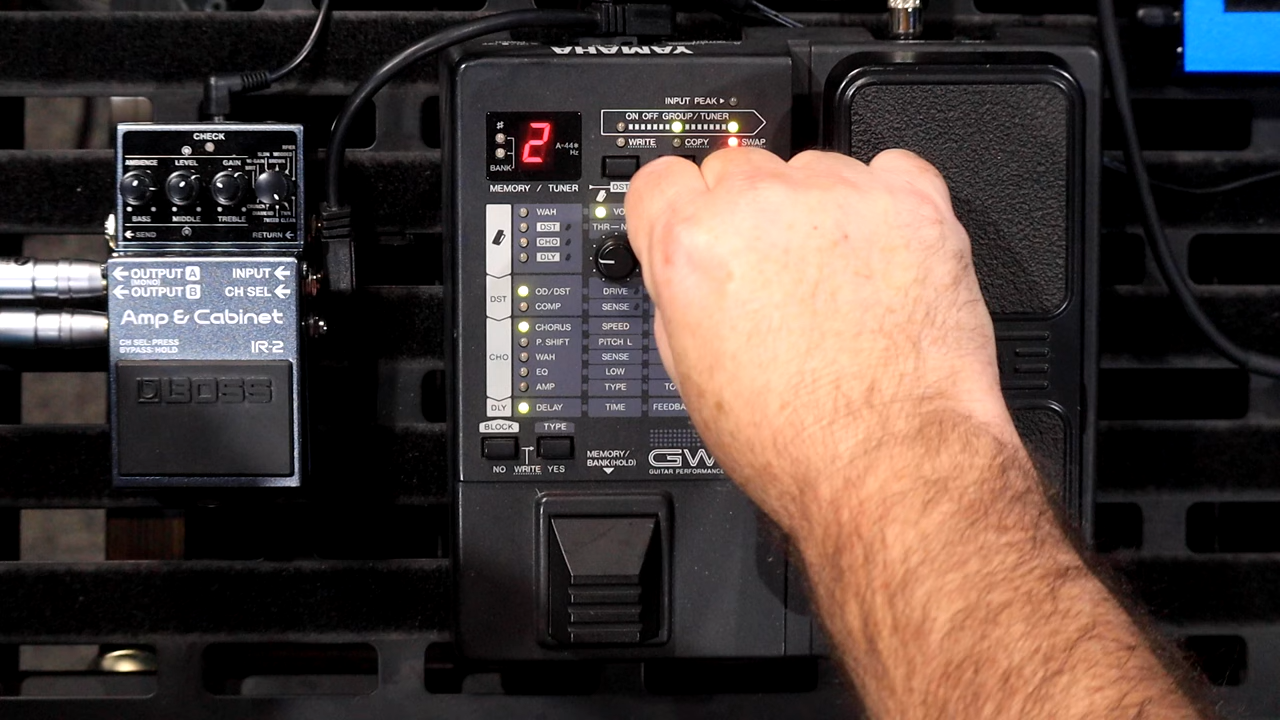 YAMAHA
CHECK
AMBIENCE LEVEL GAIN
BASS MIDDLE TREBLE
SEND RETURN
OUTPUT A INPUT
(MONO)
OUTPUT B CH SEL
Amp & Cabinet
CH SEL: PRESS
BYPASS: HOLD
IR-2
BOSS
INPUT PEAK
ON OFF GROUP/TUNER
WRITE COPY SWAP
# 2 Hz
BANK
MEMORY / TUNER
DST
WAH VO
DST THR
CHO
DLY
DST OD/DST DRIVE
COMP SENSE
CHO CHORUS SPEED
P. SHIFT PITCH L
WAH SENSE
EQ LOW
AMP TYPE TO
DLY DELAY TIME FEEDBA
BLOCK TYPE
NO WRITE YES
MEMORY/
BANK(HOLD)
GW
GUITAR PERFORMANCE